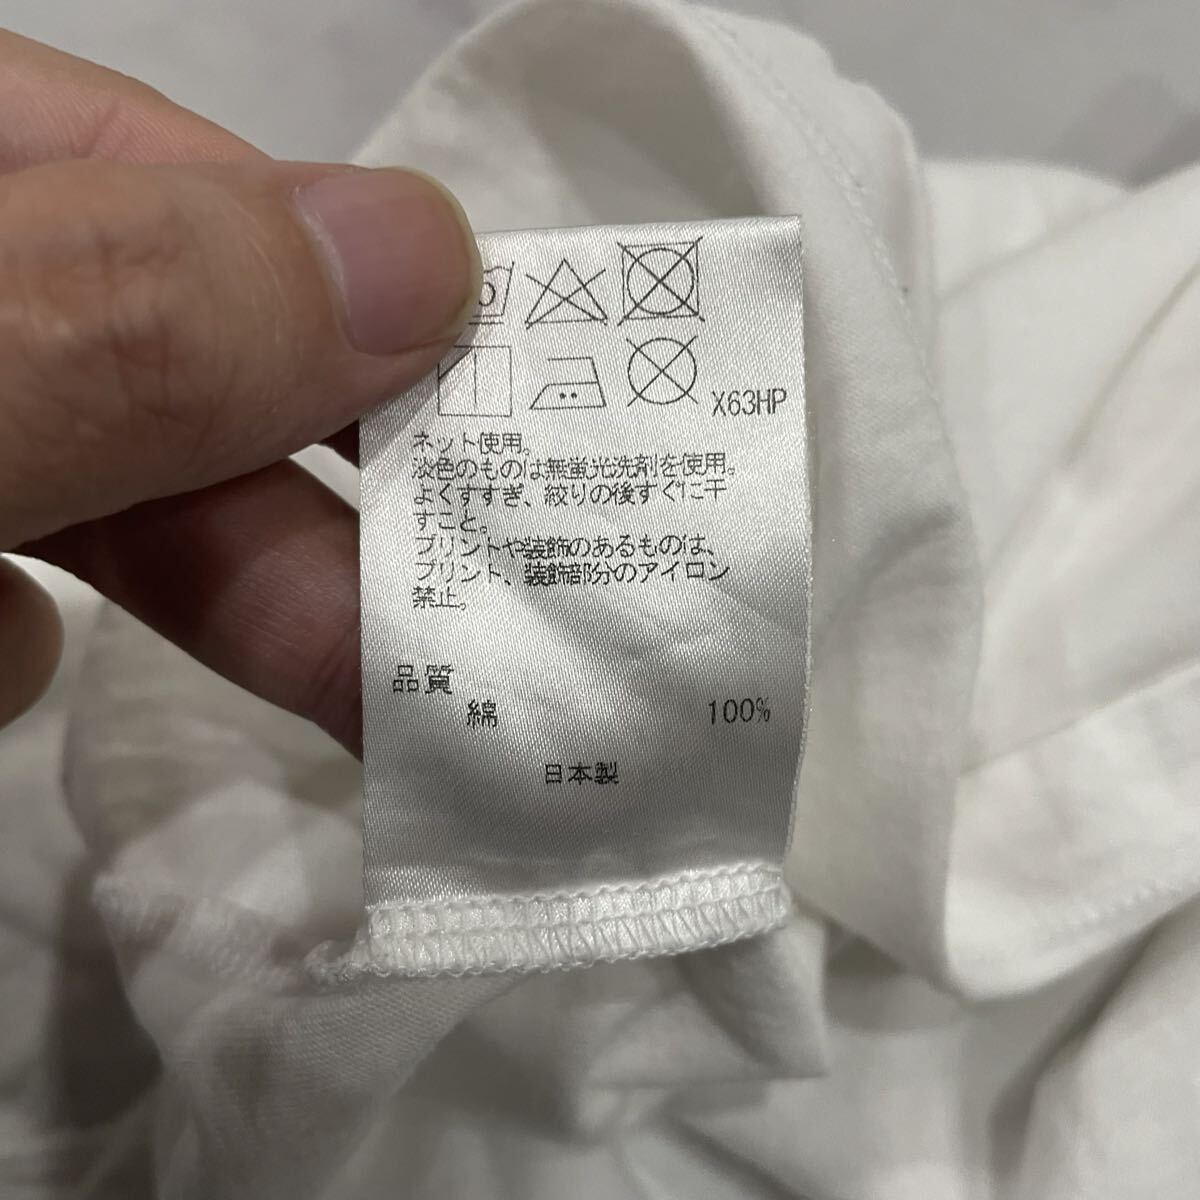 X63HP
ネット使用。
淡色のものは無蛍光洗剤を使用。
よくすすぎ、絞りの後すぐに干
すこと。
プリントや装飾のあるものは、
プリント、装飾部分のアイロン
禁止。
品質
綿 100%
日本製